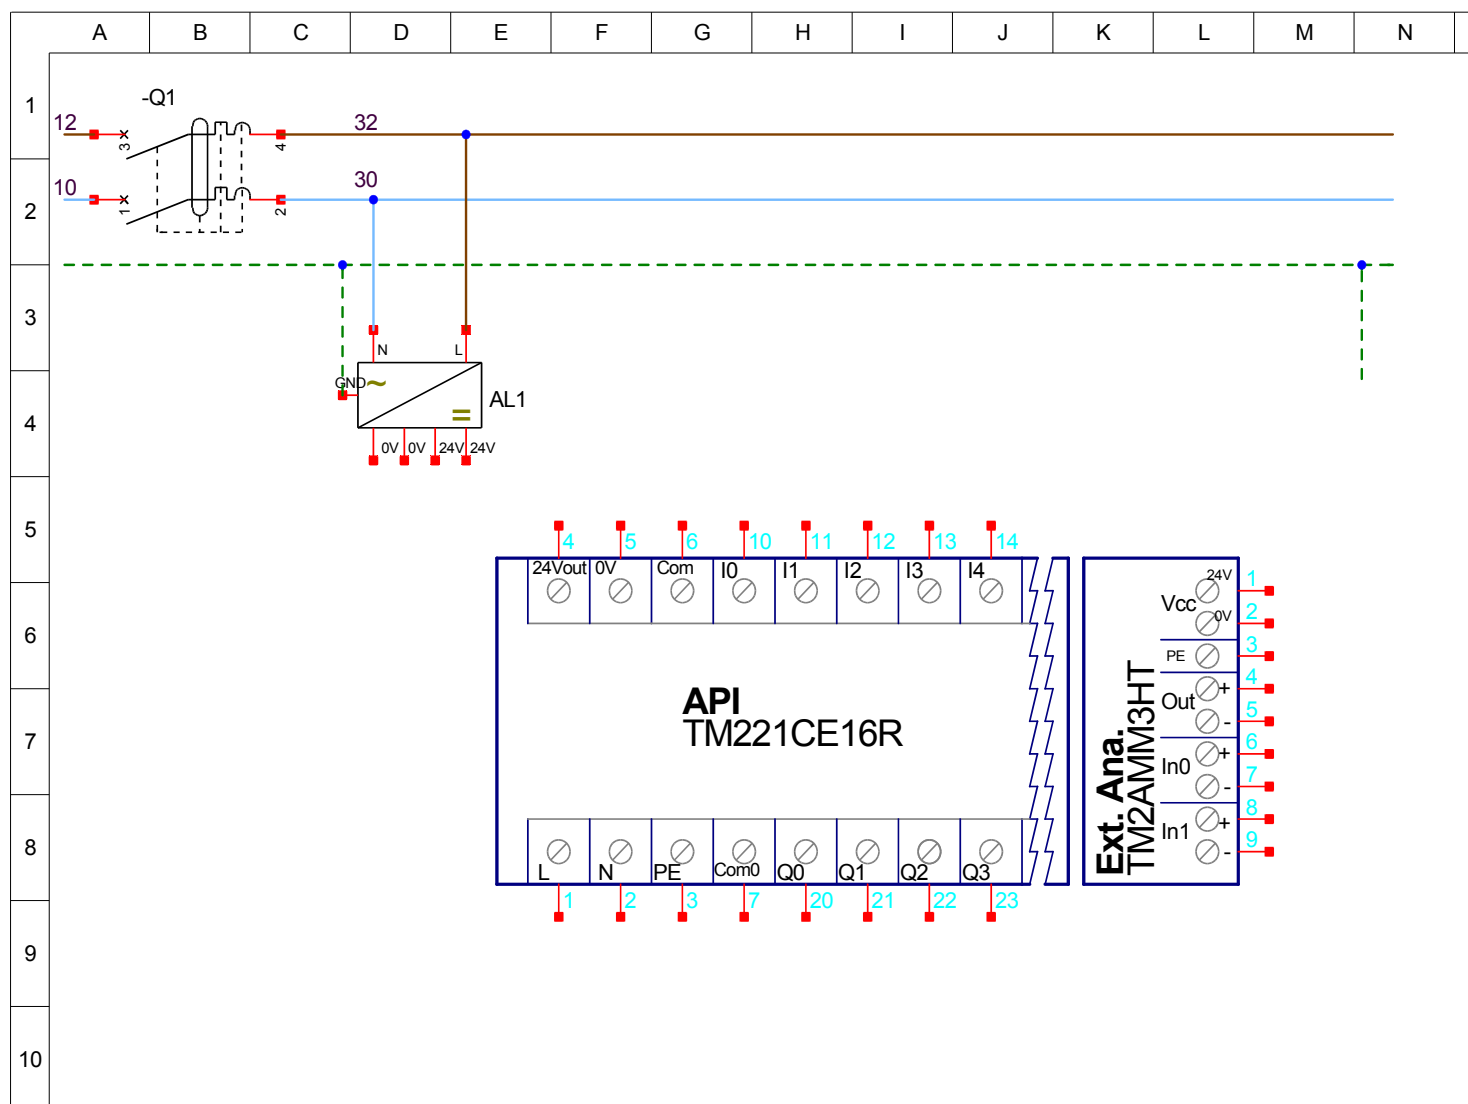 A B C D E F G H I J K L M N
1
-Q1
12 3 4 32
2
10 1 2 30
3
N L
4
GND ~ = AL1
0V 0V 24V 24V
5
4 5 6 10 11 12 13 14
24Vout 0V Com I0 I1 I2 I3 I4
6
API
TM221CE16R
7
8
L N PE Com0 Q0 Q1 Q2 Q3
1 2 3 7 20 21 22 23
Ext. Ana.
TM2AMM3HT
24V 1
Vcc
0V 2
PE 3
+ 4
Out
- 5
+ 6
In0
- 7
+ 8
In1
- 9
9
10